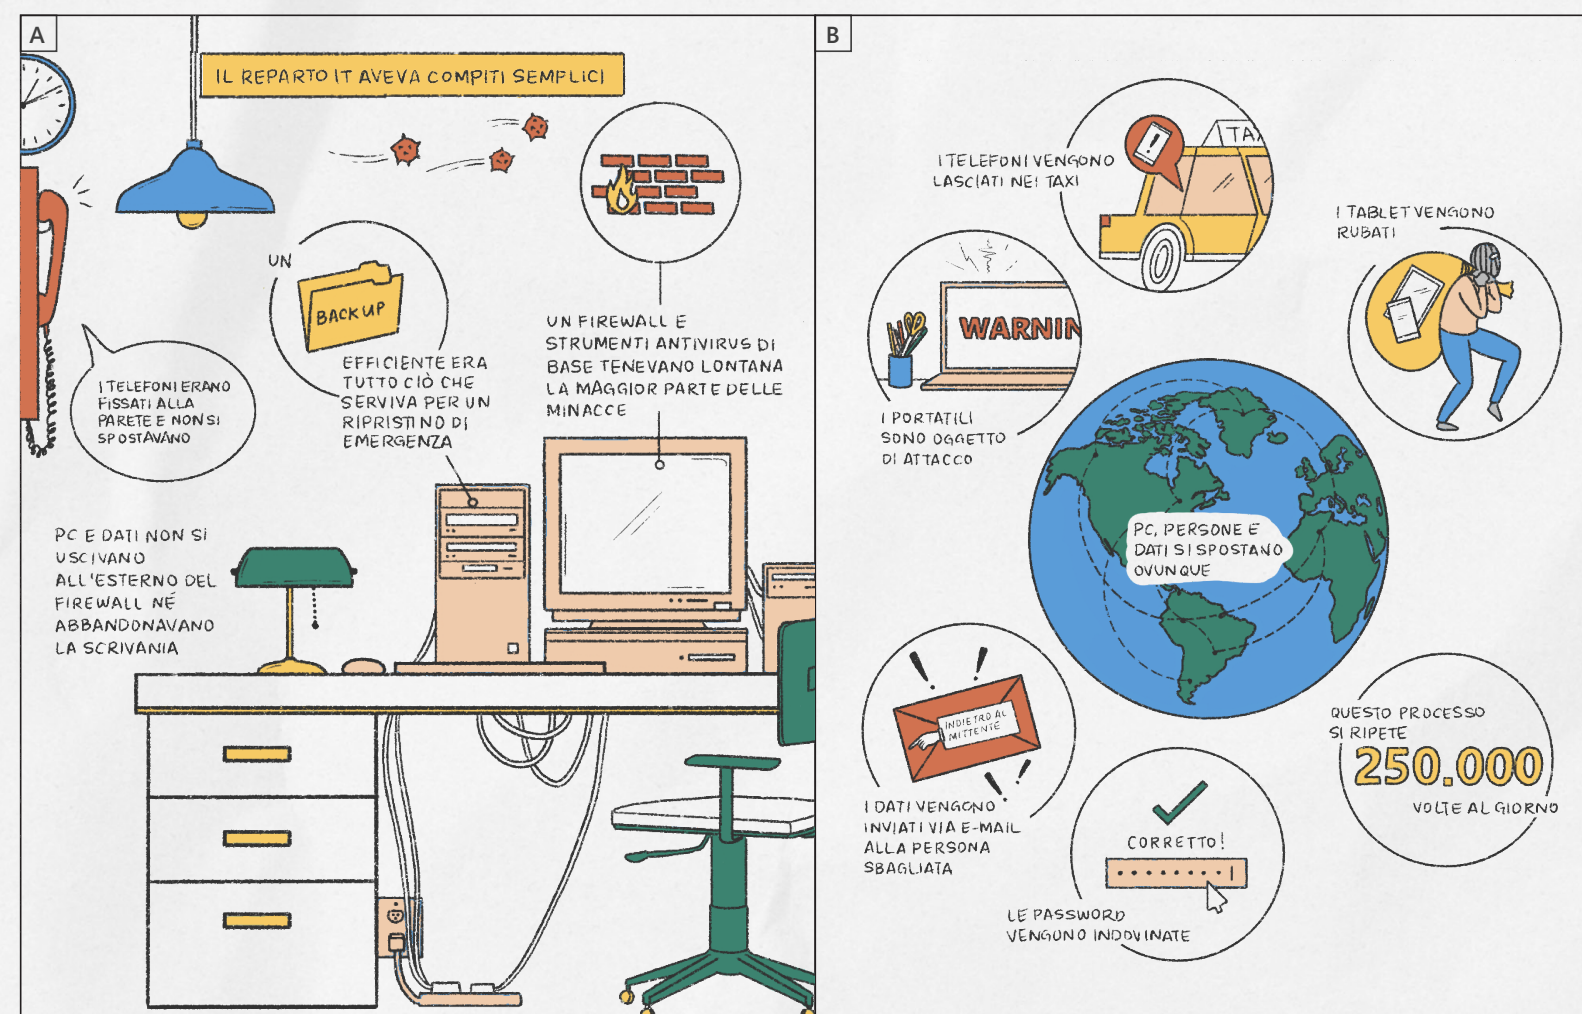 A
IL REPARTO IT AVEVA COMPITI SEMPLICI
UN
BACKUP
EFFICIENTE ERA
TUTTO CIÒ CHE
SERVIVA PER UN
RIPRISTINO DI
EMERGENZA
UN FIREWALL E
STRUMENTI ANTIVIRUS DI
BASE TENEVANO LONTANA
LA MAGGIOR PARTE DELLE
MINACCE
I TELEFONI ERANO
FISSATI ALLA
PARETE E NON SI
SPOSTAVANO
PC E DATI NON SI
USCIVANO
ALL'ESTERNO DEL
FIREWALL NÉ
ABBANDONAVANO
LA SCRIVANIA
B
I TELEFONI VENGONO
LASCIATI NEI TAXI
!
TAX
I TABLET VENGONO
RUBATI
WARNIN
I PORTATILI
SONO OGGETTO
DI ATTACCO
PC, PERSONE E
DATI SI SPOSTANO
OVUNQUE
INDIETRO AL
MITTENTE
I DATI VENGONO
INVIATI VIA E-MAIL
ALLA PERSONA
SBAGLIATA
CORRETTO!
LE PASSWORD
VENGONO INDOVINATE
QUESTO PROCESSO
SI RIPETE
250.000
VOLTE AL GIORNO